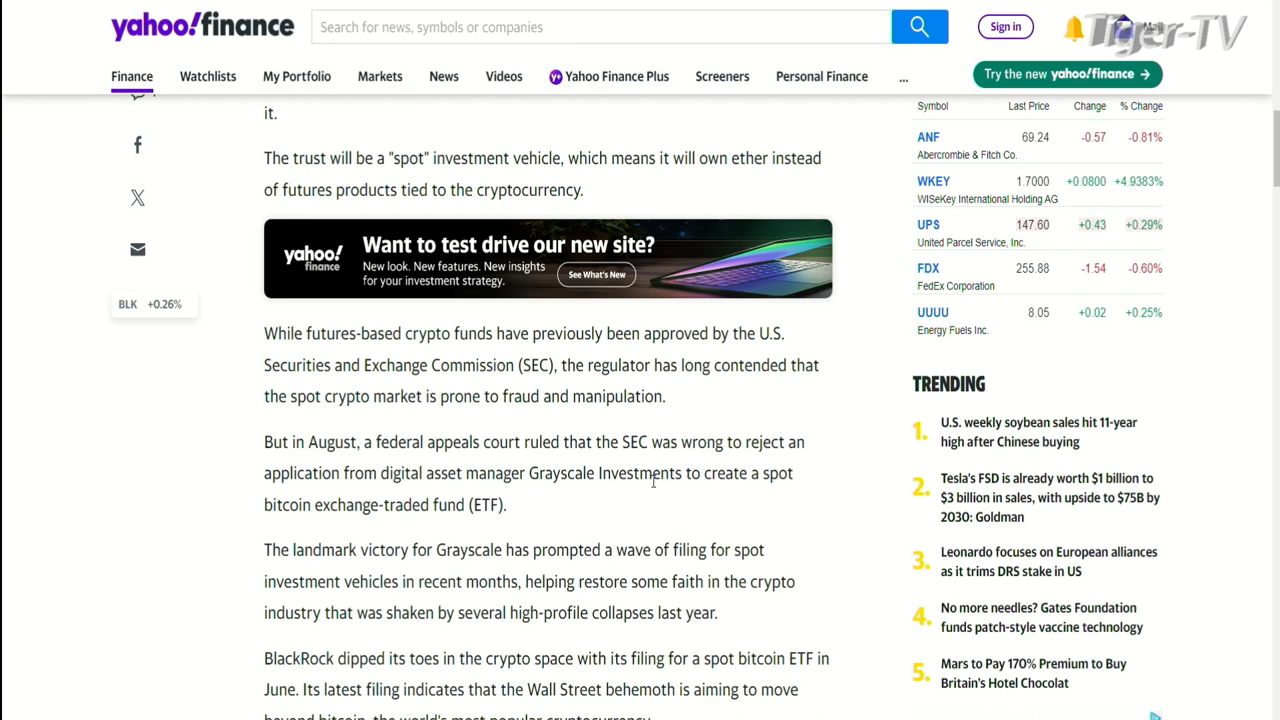 yahoo!finance
Search for news, symbols or companies
Sign in
Tiger-TV
Finance
Watchlists
My Portfolio
Markets
News
Videos
Y+ Yahoo Finance Plus
Screeners
Personal Finance
...
Try the new yahoo!finance →
it.
The trust will be a "spot" investment vehicle, which means it will own ether instead
of futures products tied to the cryptocurrency.
yahoo!
finance
Want to test drive our new site?
New look. New features. New insights
for your investment strategy.
See What's New
BLK +0.26%
While futures-based crypto funds have previously been approved by the U.S.
Securities and Exchange Commission (SEC), the regulator has long contended that
the spot crypto market is prone to fraud and manipulation.
But in August, a federal appeals court ruled that the SEC was wrong to reject an
application from digital asset manager Grayscale Investments to create a spot
bitcoin exchange-traded fund (ETF).
The landmark victory for Grayscale has prompted a wave of filing for spot
investment vehicles in recent months, helping restore some faith in the crypto
industry that was shaken by several high-profile collapses last year.
BlackRock dipped its toes in the crypto space with its filing for a spot bitcoin ETF in
June. Its latest filing indicates that the Wall Street behemoth is aiming to move
beyond bitcoin, the world's most popular cryptocurrency.
Symbol Last Price Change % Change
ANF 69.24 -0.57 -0.81%
Abercrombie & Fitch Co.
WKEY 1.7000 +0.0800 +4.9383%
WISeKey International Holding AG
UPS 147.60 +0.43 +0.29%
United Parcel Service, Inc.
FDX 255.88 -1.54 -0.60%
FedEx Corporation
UUUU 8.05 +0.02 +0.25%
Energy Fuels Inc.
TRENDING
1. U.S. weekly soybean sales hit 11-year
high after Chinese buying
2. Tesla's FSD is already worth $1 billion to
$3 billion in sales, with upside to $75B by
2030: Goldman
3. Leonardo focuses on European alliances
as it trims DRS stake in US
4. No more needles? Gates Foundation
funds patch-style vaccine technology
5. Mars to Pay 170% Premium to Buy
Britain's Hotel Chocolat